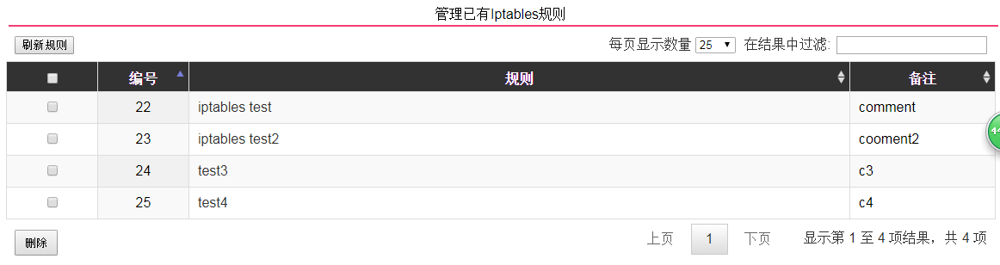 管理已有Iptables规则
刷新规则 每页显示数量 25 在结果中过滤:
编号 规则 备注
22 iptables test comment
23 iptables test2 cooment2
24 test3 c3
25 test4 c4
删除 上页 1 下页 显示第 1 至 4 项结果，共 4 项